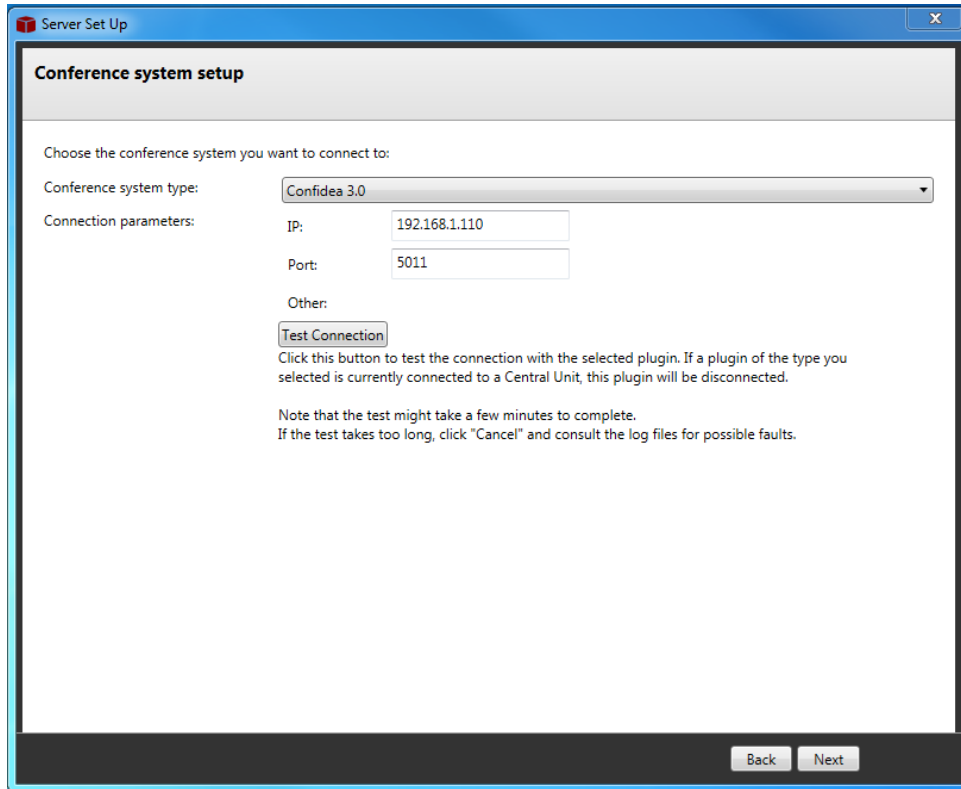 Server Set Up
X
Conference system setup
Choose the conference system you want to connect to:
Conference system type:
Confidea 3.0
Connection parameters:
IP:
192.168.1.110
Port:
5011
Other:
Test Connection
Click this button to test the connection with the selected plugin. If a plugin of the type you
selected is currently connected to a Central Unit, this plugin will be disconnected.
Note that the test might take a few minutes to complete.
If the test takes too long, click "Cancel" and consult the log files for possible faults.
Back
Next